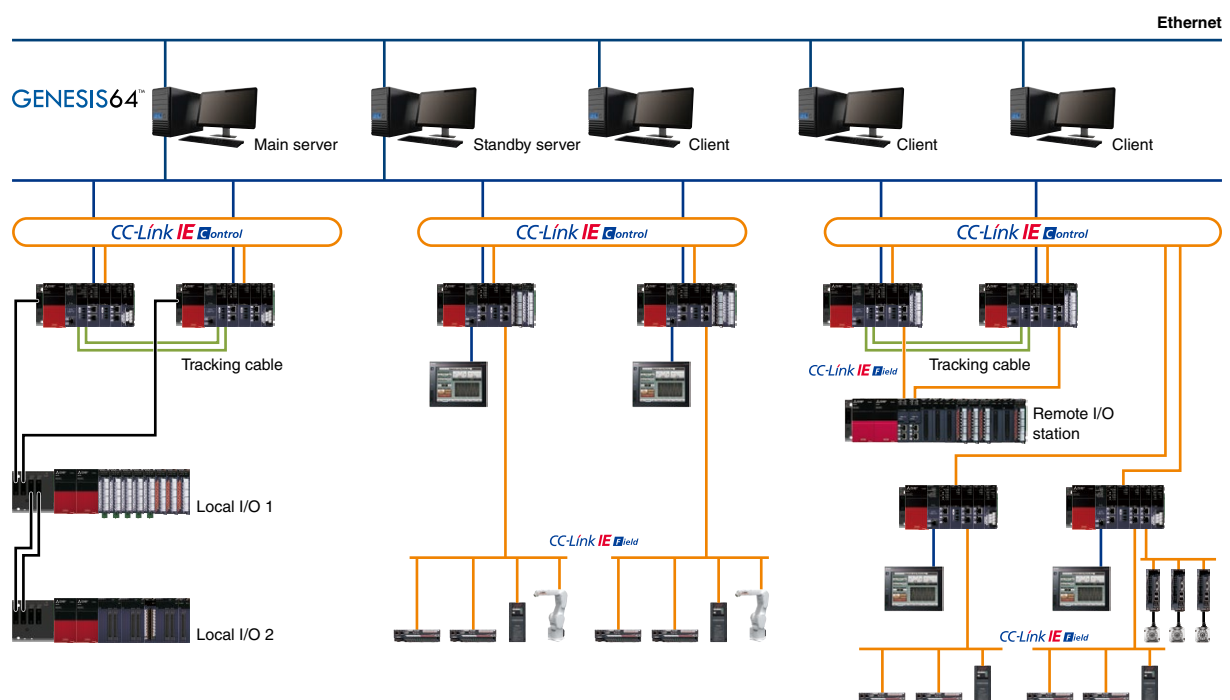 Ethernet
GENESIS64™
Main server
Standby server
Client
Client
Client
CC-Link IE Control
CC-Link IE Control
CC-Link IE Control
Tracking cable
CC-Link IE Field
Tracking cable
Remote I/O
station
Local I/O 1
CC-Link IE Field
Local I/O 2
CC-Link IE Field